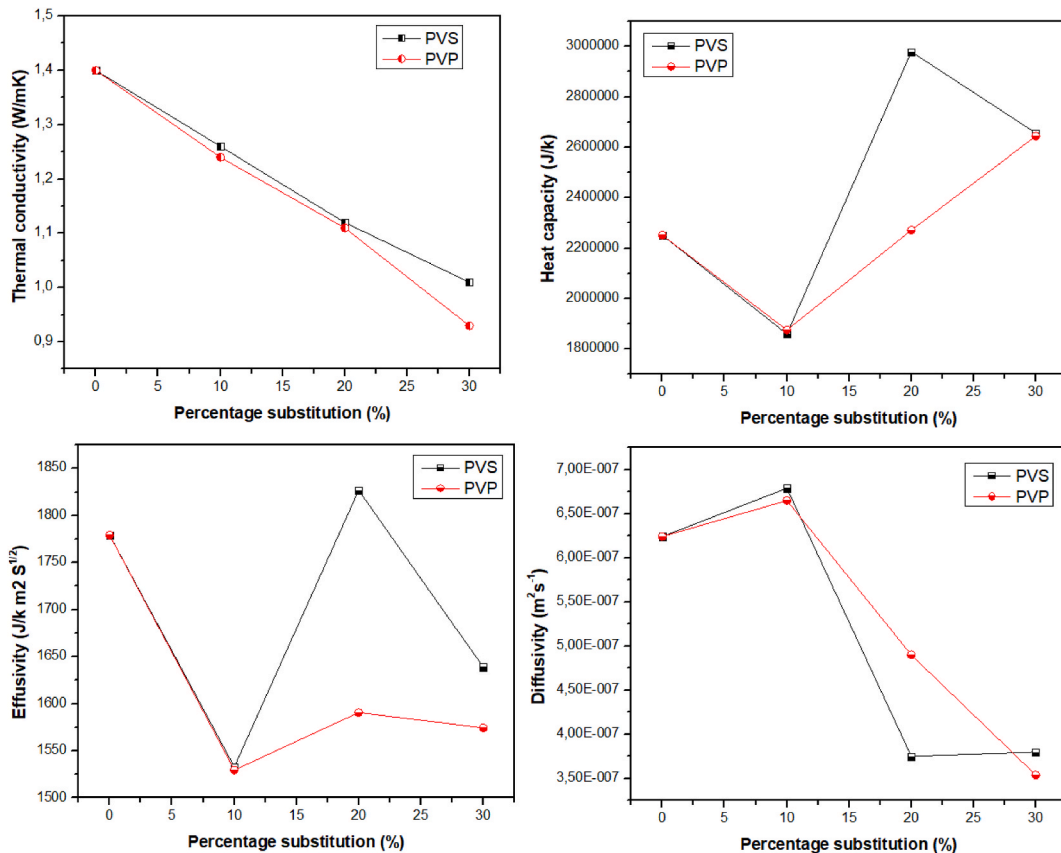 Thermal conductivity (W/mK)
1,5
1,4
1,3
1,2
1,1
1,0
0,9
PVS
PVP
0 5 10 15 20 25 30
Percentage substitution (%)
Heat capacity (J/k)
3000000
2800000
2600000
2400000
2200000
2000000
1800000
PVS
PVP
0 5 10 15 20 25 30
Percentage substitution (%)
Effusivity (J/k m2 S^1/2)
1850
1800
1750
1700
1650
1600
1550
1500
PVS
PVP
0 5 10 15 20 25 30
Percentage substitution (%)
Diffusivity (m²s⁻¹)
7,00E-007
6,50E-007
6,00E-007
5,50E-007
5,00E-007
4,50E-007
4,00E-007
3,50E-007
PVS
PVP
0 5 10 15 20 25 30
Percentage substitution (%)